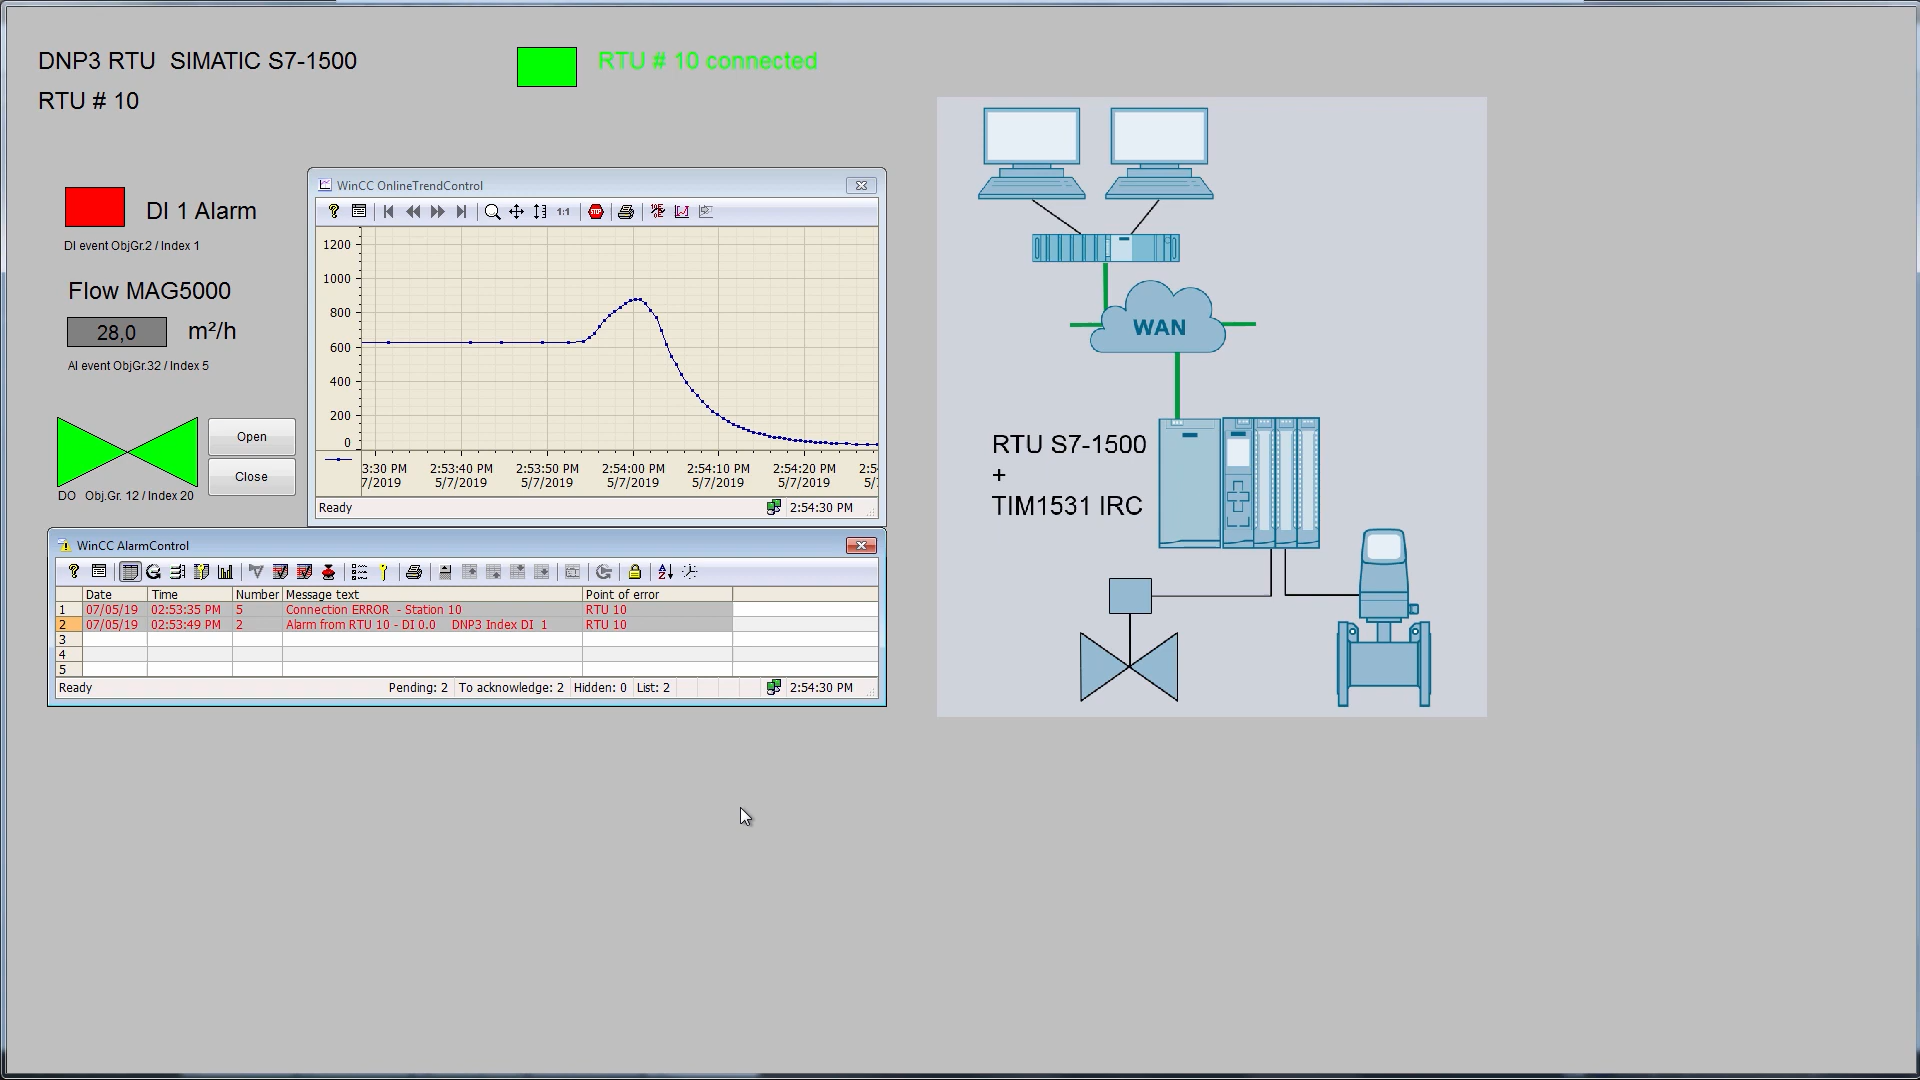 DNP3 RTU  SIMATIC S7-1500
RTU # 10 connected
RTU # 10
DI 1 Alarm
DI event ObjGr.2 / Index 1
Flow MAG5000
28,0 m²/h
AI event ObjGr.32 / Index 5
Open
Close
DO   Obj.Gr. 12 / Index 20
WinCC OnlineTrendControl
1:1
STOP
1200
1000
800
600
400
200
0
3:30 PM 2:53:40 PM 2:53:50 PM 2:54:00 PM 2:54:10 PM 2:54:20 PM 2:54
7/2019 5/7/2019 5/7/2019 5/7/2019 5/7/2019 5/7/2019 5/
Ready 2:54:30 PM
WinCC AlarmControl
Date Time Number Message text Point of error
1 07/05/19 02:53:35 PM 5 Connection ERROR  - Station 10 RTU 10
2 07/05/19 02:53:49 PM 2 Alarm from RTU 10 - DI 0.0    DNP3 Index DI  1 RTU 10
3
4
5
Ready Pending: 2 To acknowledge: 2 Hidden: 0 List: 2 2:54:30 PM
WAN
RTU S7-1500
+
TIM1531 IRC